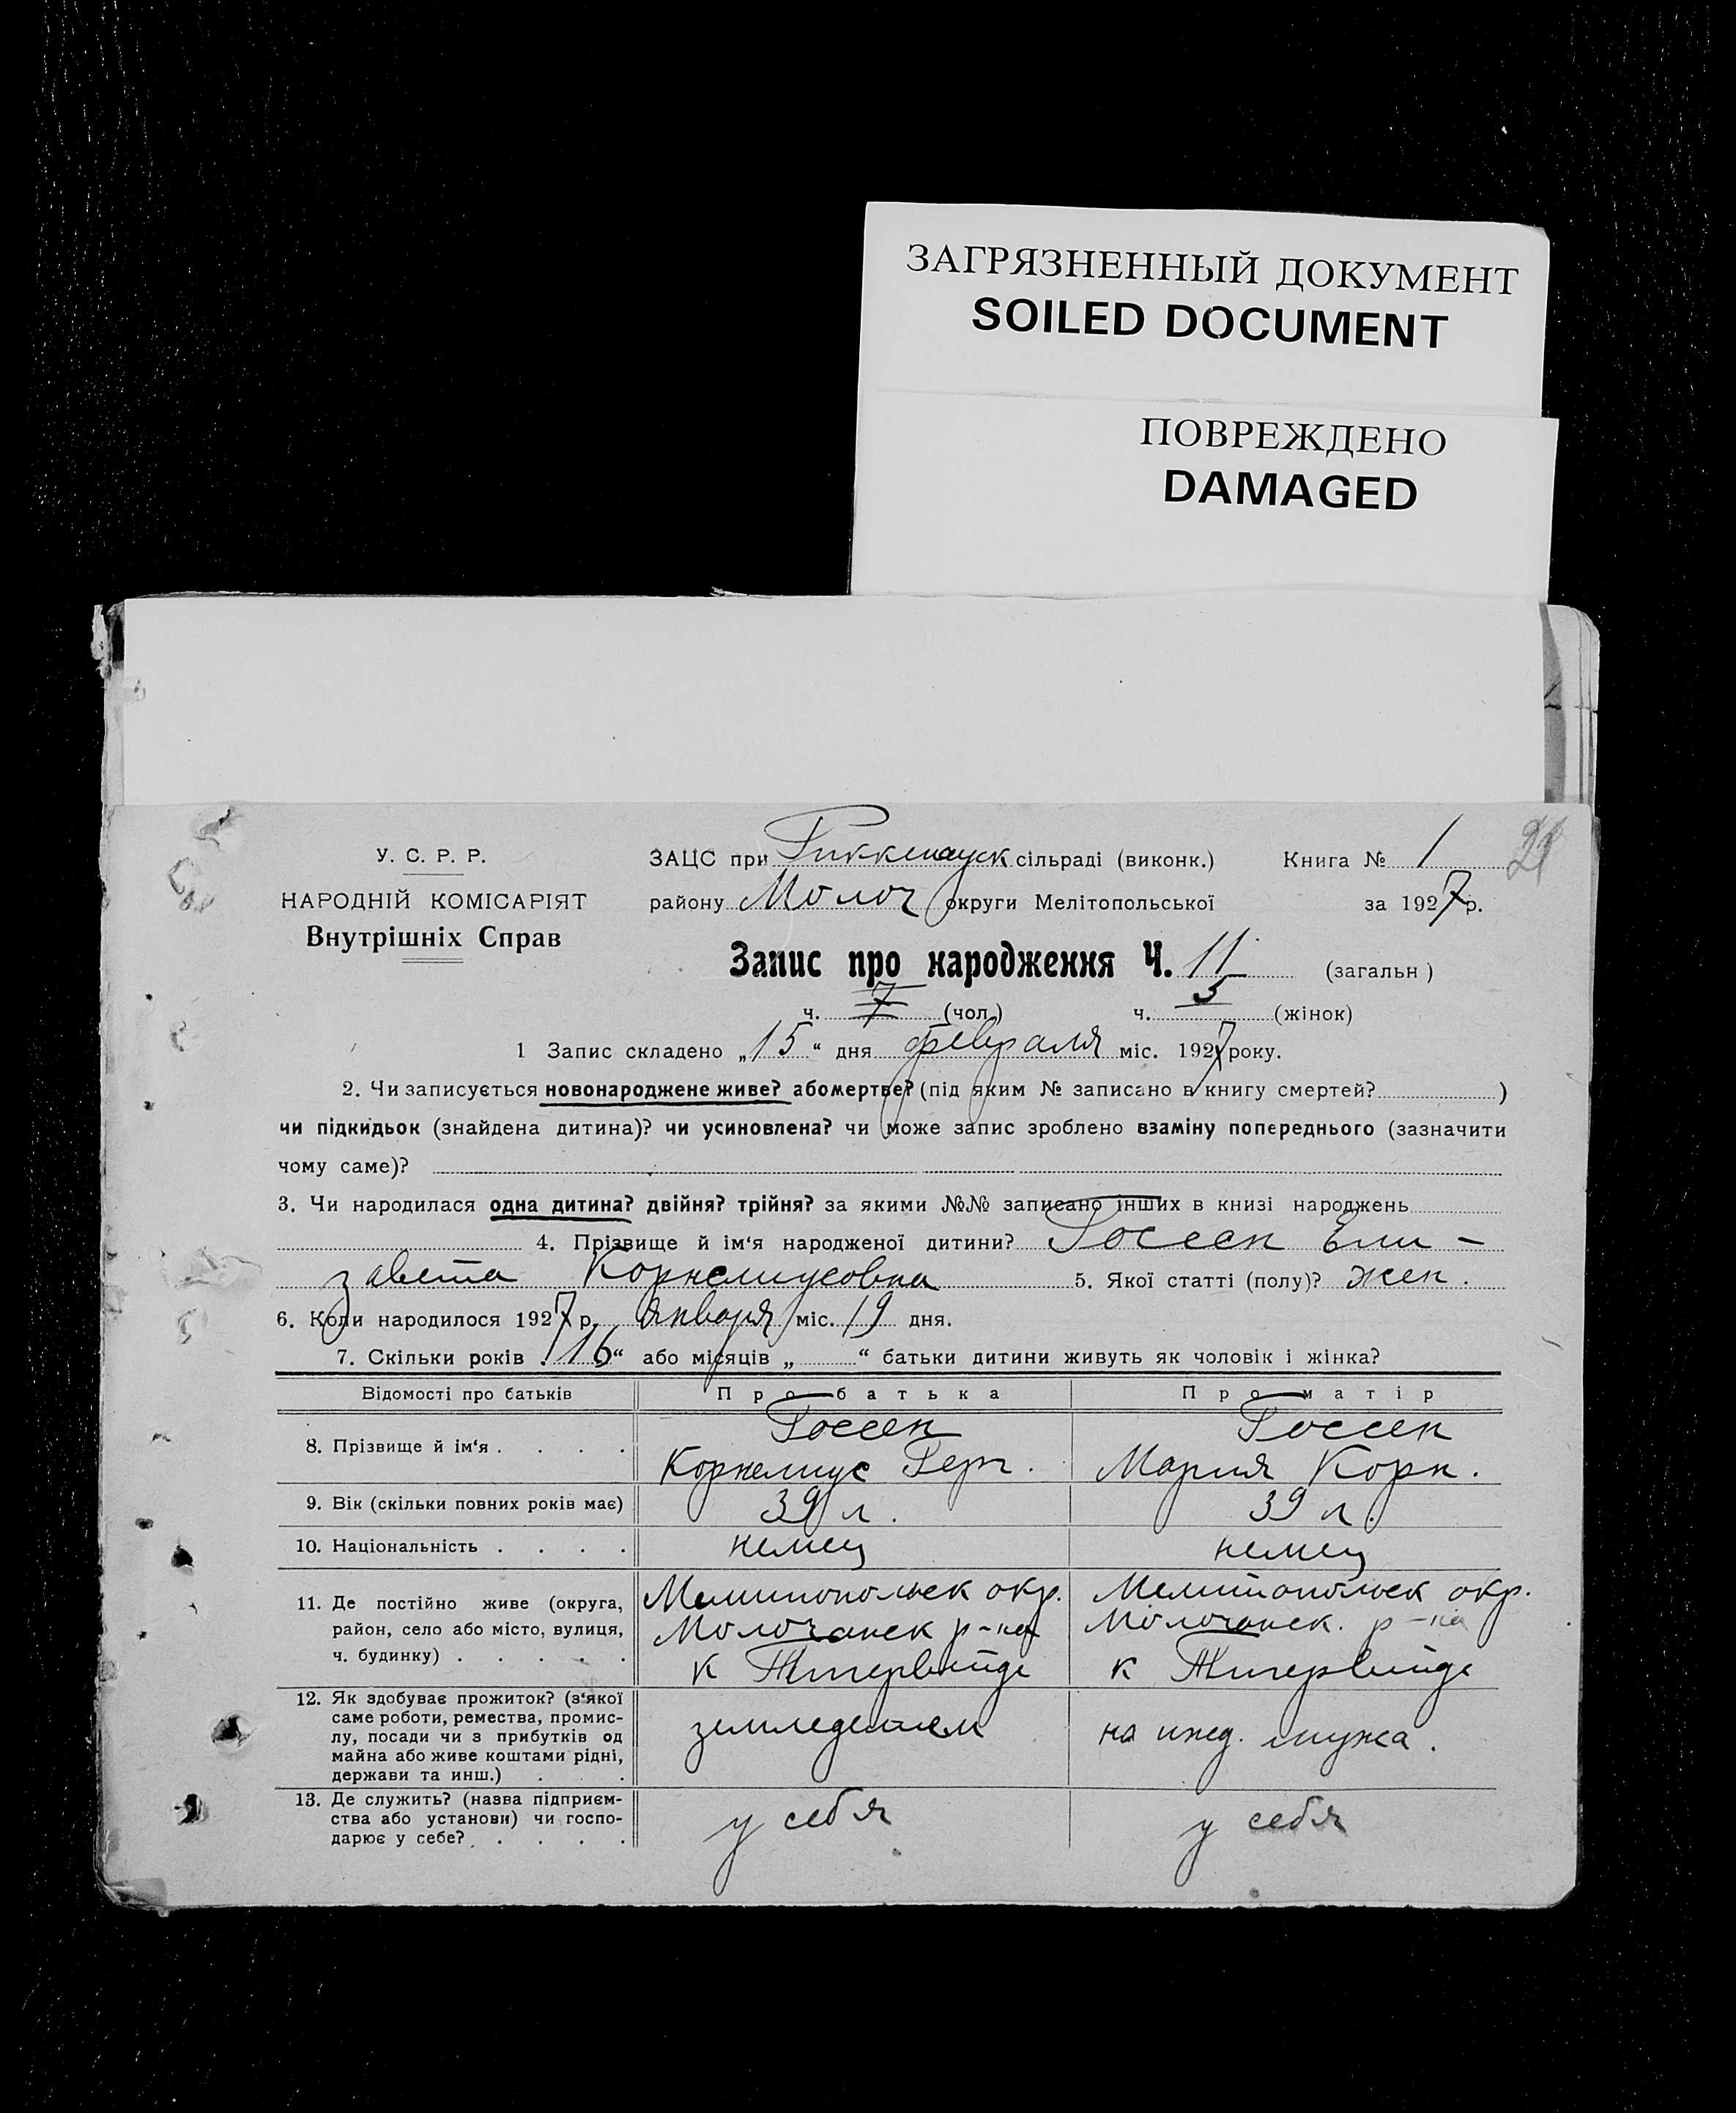 ЗАГРЯЗНЕННЫЙ ДОКУМЕНТ
SOILED DOCUMENT
ПОВРЕЖДЕНО
DAMAGED
У. С. Р. Р.
НАРОДНІЙ КОМІСАРІЯТ
Внутрішніх Справ
ЗАЦС при Риккенауск сільраді (виконк.) Книга № 1 21
району Молоч округи Мелітопольської за 1927 р.
Запис про народження Ч. 11 (загальн )
ч. 7 (чол.) ч. 5 (жінок)
1 Запис складено „15“ дня февраля міс. 1927 року.
2. Чи записується новонароджене живе? або мертве? (під яким № записано в книгу смертей? )
чи підкидьок (знайдена дитина)? чи усиновлена? чи може запис зроблено взаміну попереднього (зазначити
чому саме)?
3. Чи народилася одна дитина? двійня? трійня? за якими №№ записано інших в книзі народжень
4. Прізвище й ім‘я народженої дитини? Госсен Ели-
завета Корнелиусовна 5. Якої статті (полу)? жен.
6. Коли народилося 1927 р. Января міс. 19 дня.
7. Скільки років „16“ або місяців „ “ батьки дитини живуть як чоловік і жінка?
Відомості про батьків Про батька Про матір
8. Прізвище й ім‘я . . . . Госсен Госсен
Корнелиус Гер. Мария Корн.
9. Вік (скільки повних років має) 39 л. 39 л.
10. Національність . . . . немец немец
11. Де постійно живе (округа, район, село або місто, вулиця, ч. будинку) . . . . . Мелитопольск окр. Мелитопольск окр.
Молочанск р-на Молочанск. р-на
к Тигервейде к Тигервейде
12. Як здобуває прожиток? (з‘якої саме роботи, ремества, промислу, посади чи з прибутків од майна або живе коштами рідні, держави та инш.) . . земледелием на ижд. мужа.
13. Де служить? (назва підприємства або установи) чи господарює у себе? . . . . у себя у себя